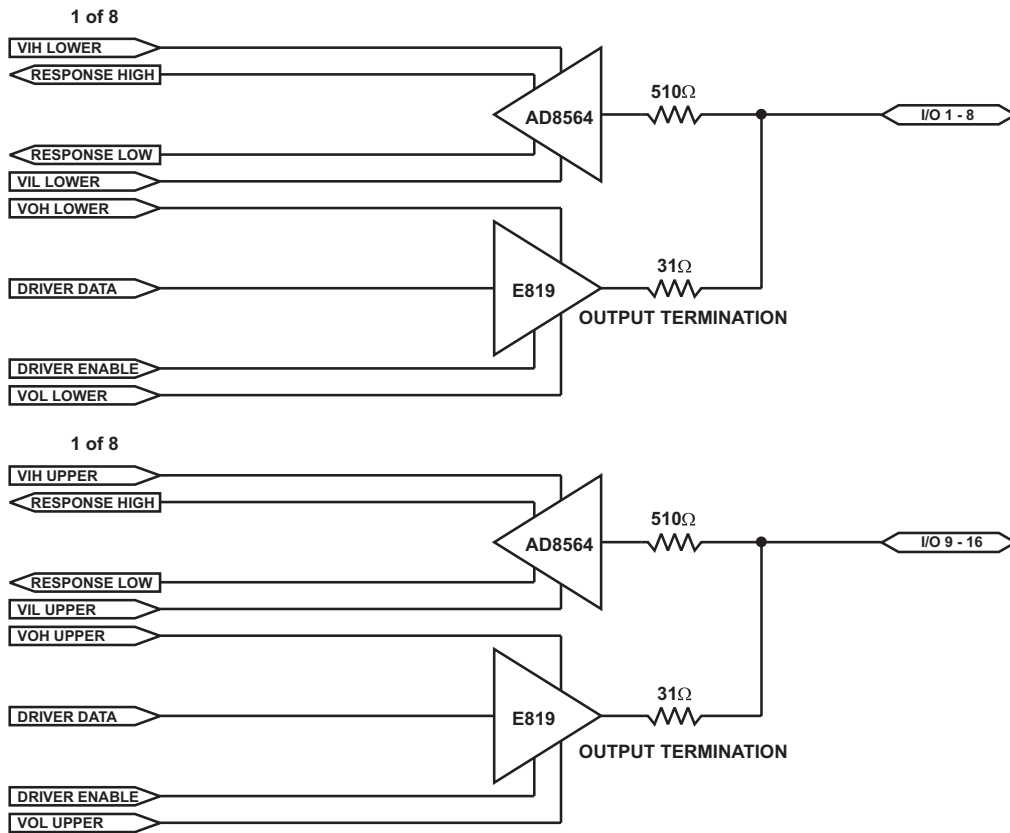 1 of 8
VIH LOWER
RESPONSE HIGH
510Ω
AD8564
I/O 1 - 8
RESPONSE LOW
VIL LOWER
VOH LOWER
31Ω
DRIVER DATA
E819
OUTPUT TERMINATION
DRIVER ENABLE
VOL LOWER
1 of 8
VIH UPPER
RESPONSE HIGH
510Ω
AD8564
I/O 9 - 16
RESPONSE LOW
VIL UPPER
VOH UPPER
31Ω
DRIVER DATA
E819
OUTPUT TERMINATION
DRIVER ENABLE
VOL UPPER